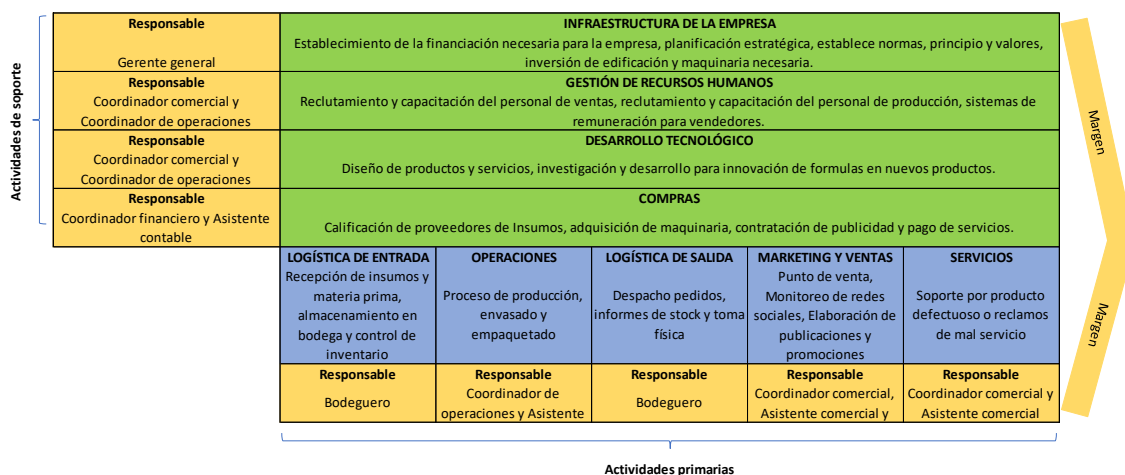 Actividades de soporte
Responsable
Gerente general
INFRAESTRUCTURA DE LA EMPRESA
Establecimiento de la financiación necesaria para la empresa, planificación estratégica, establece normas, principio y valores,
inversión de edificación y maquinaria necesaria.
Responsable
Coordinador comercial y
Coordinador de operaciones
GESTIÓN DE RECURSOS HUMANOS
Reclutamiento y capacitación del personal de ventas, reclutamiento y capacitación del personal de producción, sistemas de
remuneración para vendedores.
Responsable
Coordinador comercial y
Coordinador de operaciones
DESARROLLO TECNOLÓGICO
Diseño de productos y servicios, investigación y desarrollo para innovación de formulas en nuevos productos.
Responsable
Coordinador financiero y Asistente
contable
COMPRAS
Calificación de proveedores de Insumos, adquisición de maquinaria, contratación de publicidad y pago de servicios.
Margen
LOGÍSTICA DE ENTRADA
Recepción de insumos y
materia prima,
almacenamiento en
bodega y control de
inventario
OPERACIONES
Proceso de producción,
envasado y
empaquetado
LOGÍSTICA DE SALIDA
Despacho pedidos,
informes de stock y toma
física
MARKETING Y VENTAS
Punto de venta,
Monitoreo de redes
sociales, Elaboración de
publicaciones y
promociones
SERVICIOS
Soporte por producto
defectuoso o reclamos
de mal servicio
Margen
Responsable
Bodeguero
Responsable
Coordinador de
operaciones y Asistente
Responsable
Bodeguero
Responsable
Coordinador comercial,
Asistente comercial y
Responsable
Coordinador comercial y
Asistente comercial
Actividades primarias